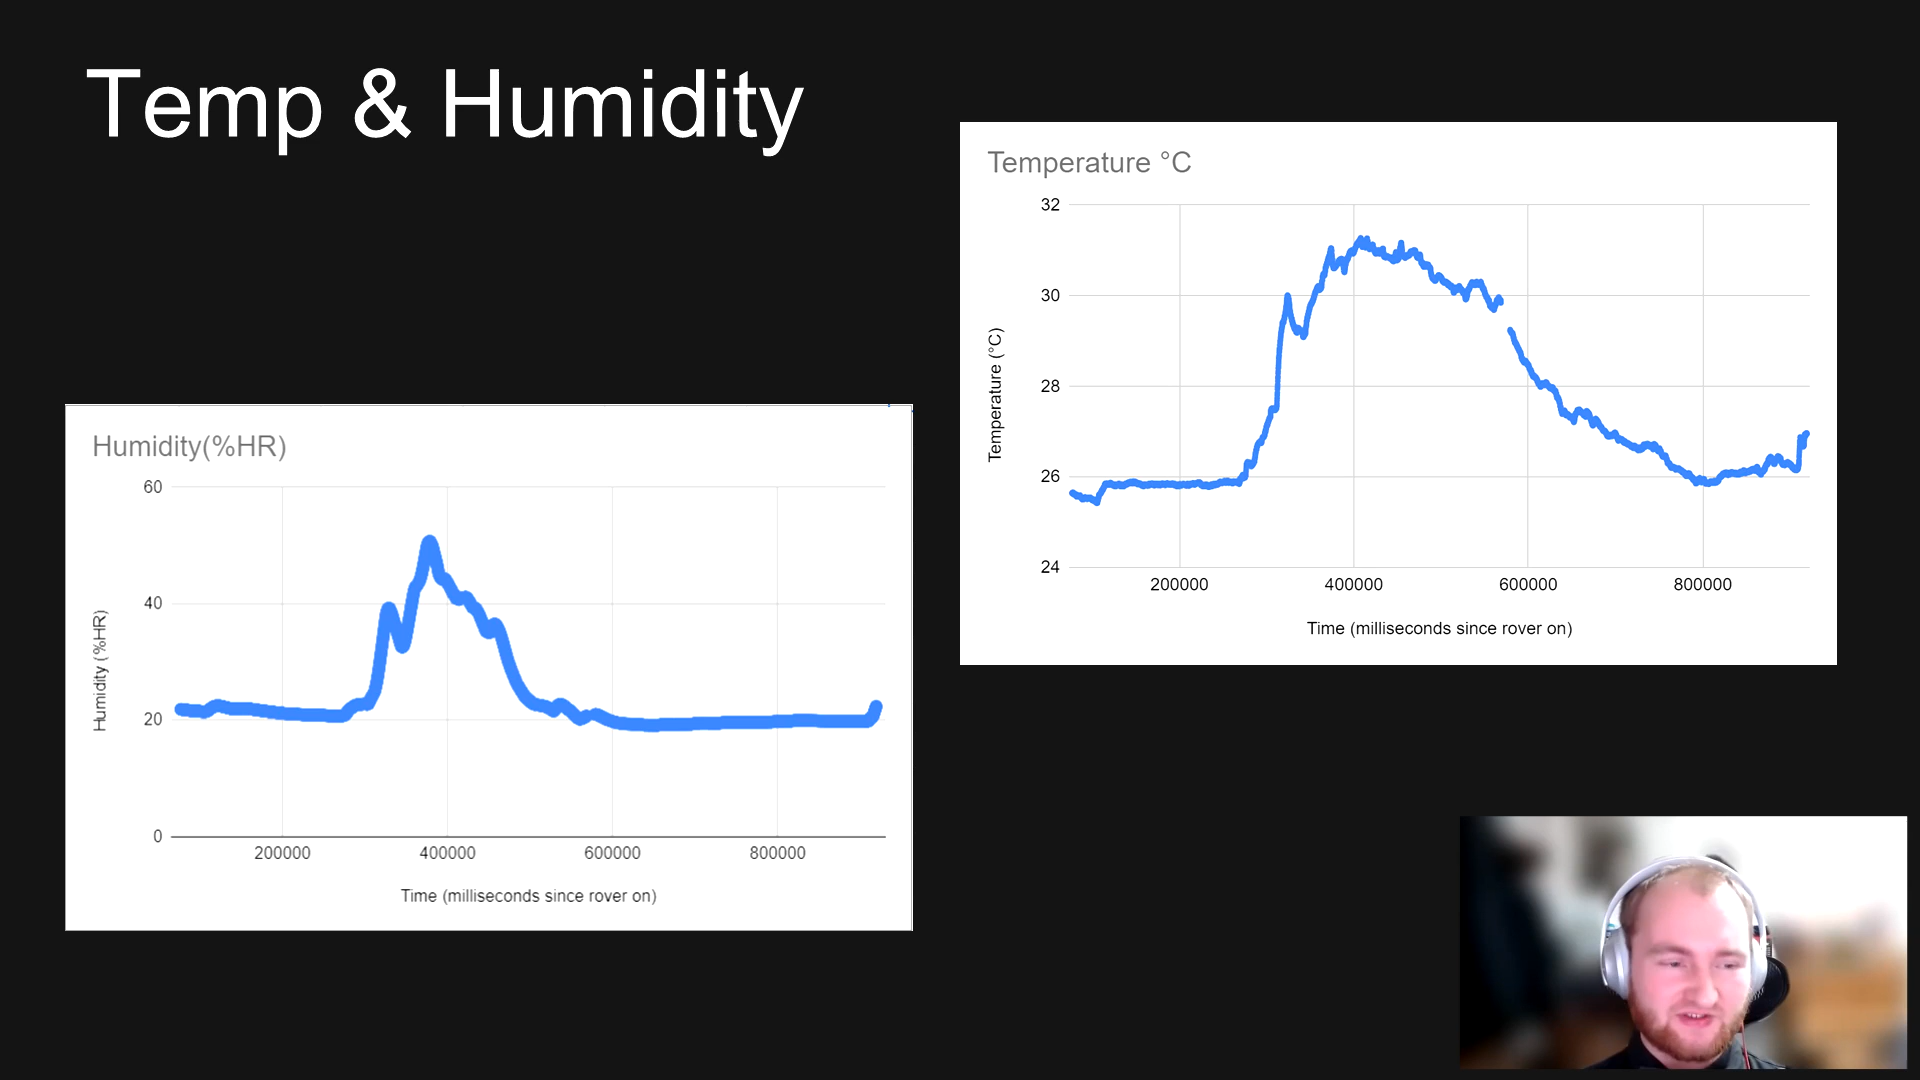 Temp & Humidity
Temperature °C
32
30
28
26
24
Temperature (°C)
200000 400000 600000 800000
Time (milliseconds since rover on)
Humidity(%HR)
60
40
20
0
Humidity (%HR)
200000 400000 600000 800000
Time (milliseconds since rover on)